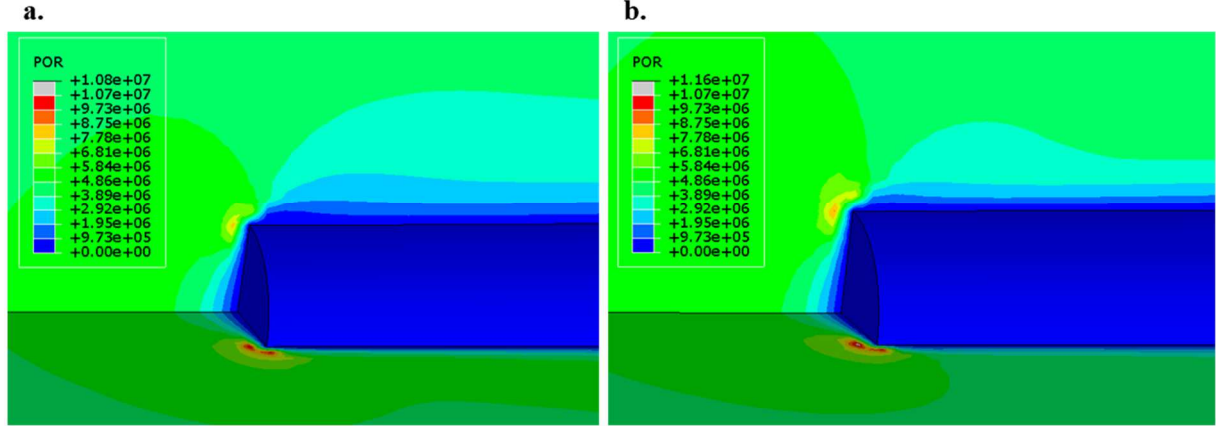 a.
POR
+1.08e+07
+1.07e+07
+9.73e+06
+8.75e+06
+7.78e+06
+6.81e+06
+5.84e+06
+4.86e+06
+3.89e+06
+2.92e+06
+1.95e+06
+9.73e+05
+0.00e+00
b.
POR
+1.16e+07
+1.07e+07
+9.73e+06
+8.75e+06
+7.78e+06
+6.81e+06
+5.84e+06
+4.86e+06
+3.89e+06
+2.92e+06
+1.95e+06
+9.73e+05
+0.00e+00